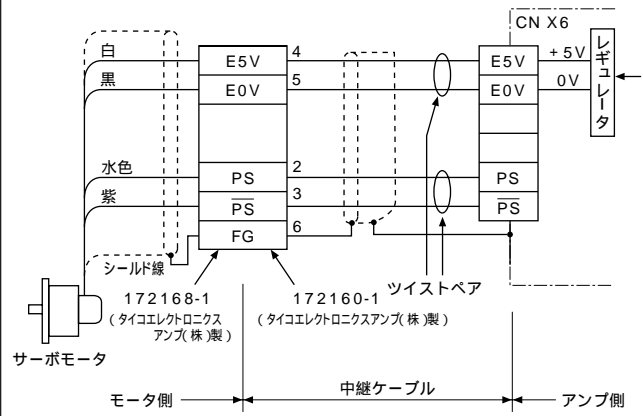 CN X6
白
E5V
4
E5V
+5V
レギュレータ
黒
E0V
5
E0V
0V
水色
PS
2
PS
紫
P̅S̅
3
P̅S̅
FG
6
シールド線
172168-1
(タイコエレクトロニクス
アンプ(株)製)
172160-1
(タイコエレクトロニクスアンプ(株)製)
ツイストペア
サーボモータ
モータ側
中継ケーブル
アンプ側